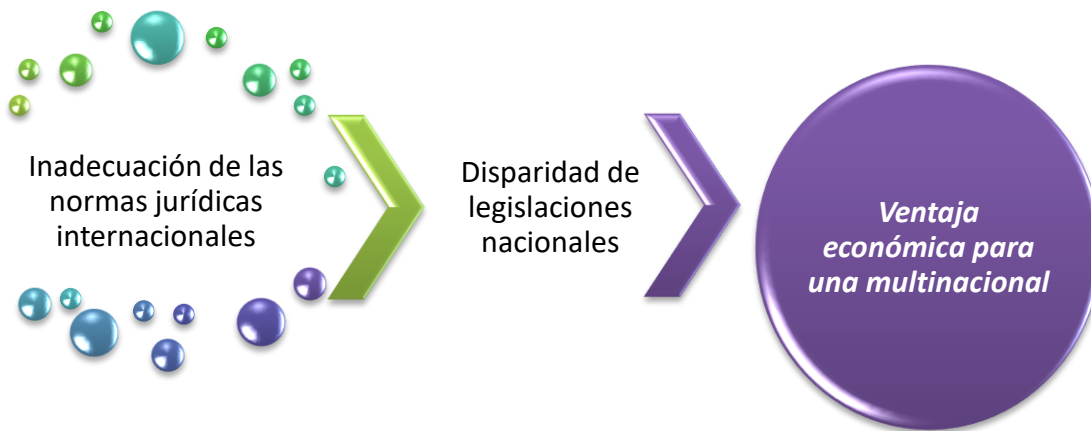 Inadecuación de las
normas jurídicas
internacionales
Disparidad de
legislaciones
nacionales
Ventaja
económica para
una multinacional